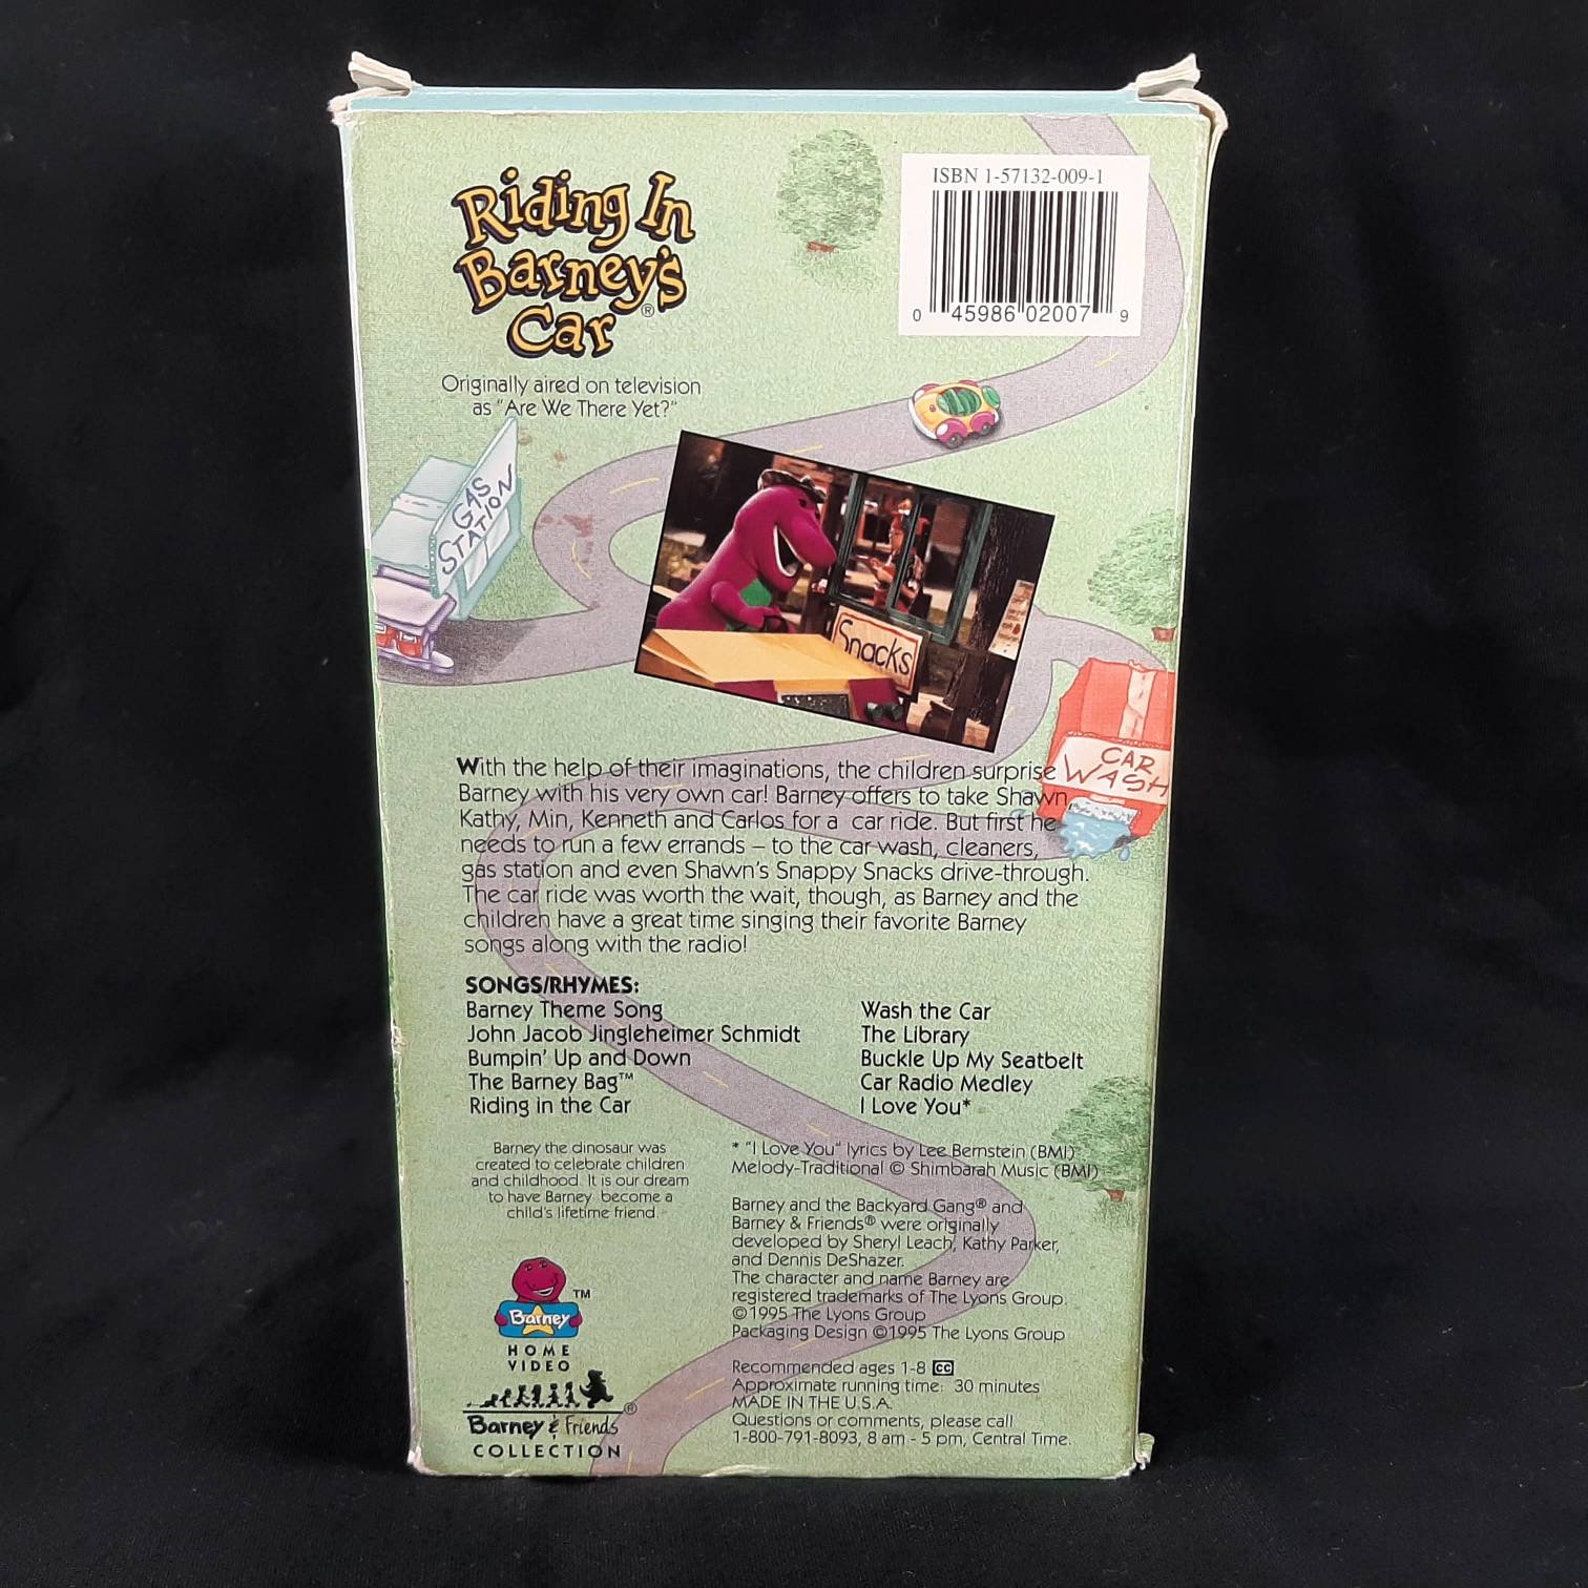 Riding In
Barney's
Car ®
Originally aired on television
as "Are We There Yet?"
ISBN 1-57132-009-1
0 45986 02007 9
GAS
STATION
Snacks
CAR
WASH
With the help of their imaginations, the children surprise
Barney with his very own car! Barney offers to take Shawn,
Kathy, Min, Kenneth and Carlos for a car ride. But first he
needs to run a few errands – to the car wash, cleaners,
gas station and even Shawn's Snappy Snacks drive-through.
The car ride was worth the wait, though, as Barney and the
children have a great time singing their favorite Barney
songs along with the radio!
SONGS/RHYMES:
Barney Theme Song
John Jacob Jingleheimer Schmidt
Bumpin' Up and Down
The Barney Bag™
Riding in the Car
Wash the Car
The Library
Buckle Up My Seatbelt
Car Radio Medley
I Love You*
Barney the dinosaur was
created to celebrate children
and childhood. It is our dream
to have Barney become a
child's lifetime friend.
Barney ™
HOME
VIDEO
Barney & Friends ®
COLLECTION
* "I Love You" lyrics by Lee Bernstein (BMI)
Melody-Traditional © Shimbarah Music (BMI)
Barney and the Backyard Gang® and
Barney & Friends® were originally
developed by Sheryl Leach, Kathy Parker,
and Dennis DeShazer.
The character and name Barney are
registered trademarks of The Lyons Group.
©1995 The Lyons Group
Packaging Design ©1995 The Lyons Group
Recommended ages 1-8 CC
Approximate running time: 30 minutes
MADE IN THE U.S.A.
Questions or comments, please call
1-800-791-8093, 8 am - 5 pm, Central Time.